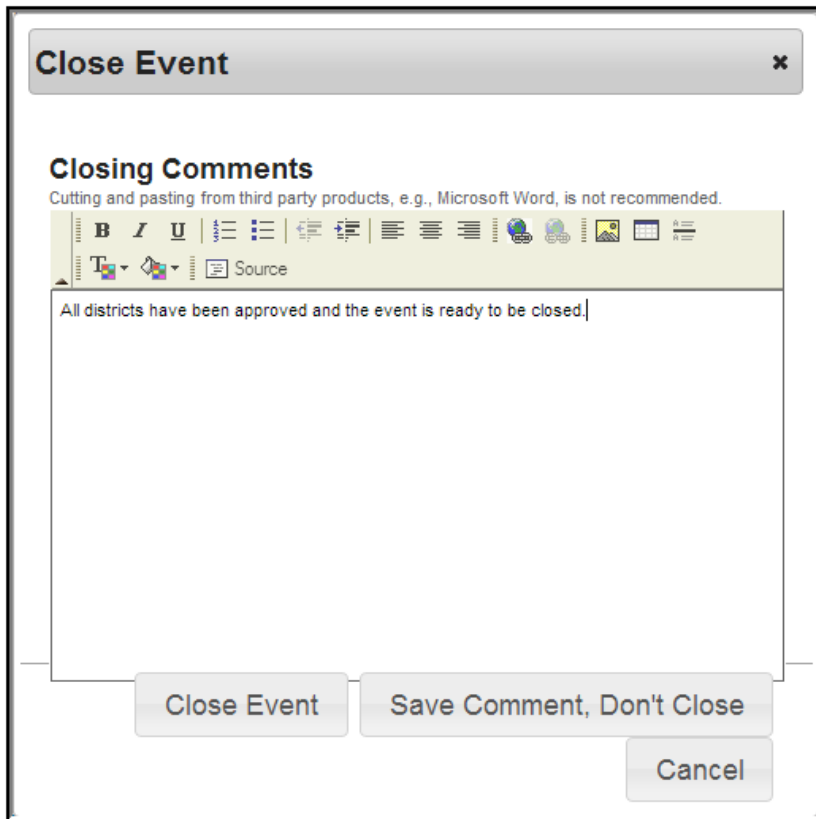 Close Event
Closing Comments
Cutting and pasting from third party products, e.g., Microsoft Word, is not recommended.
B I U
Source
All districts have been approved and the event is ready to be closed.
Close Event Save Comment, Don't Close
Cancel